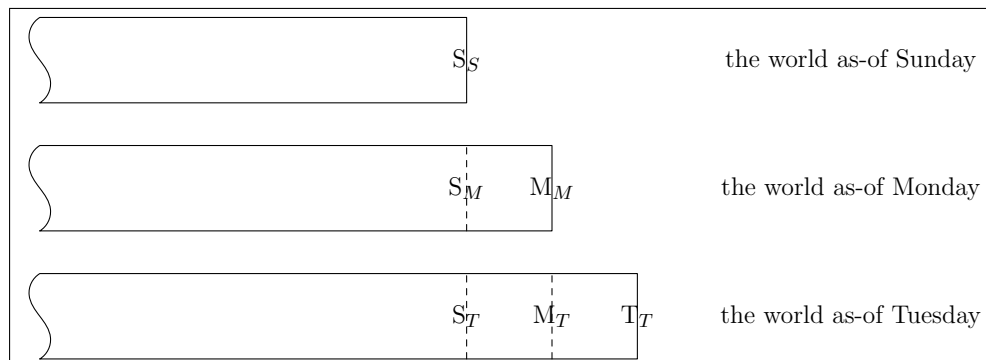 S_S the world as-of Sunday
S_M M_M the world as-of Monday
S_T M_T T_T the world as-of Tuesday